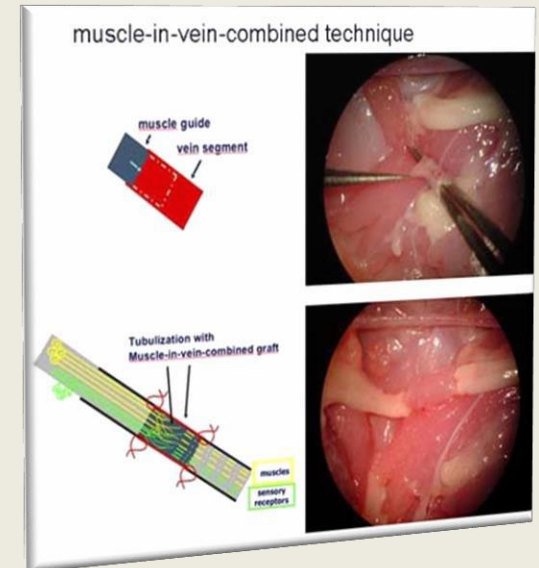 muscle-in-vein-combined technique
muscle guide
vein segment
Tubulization with
Muscle-in-vein-combined graft
muscles
sensory
receptors